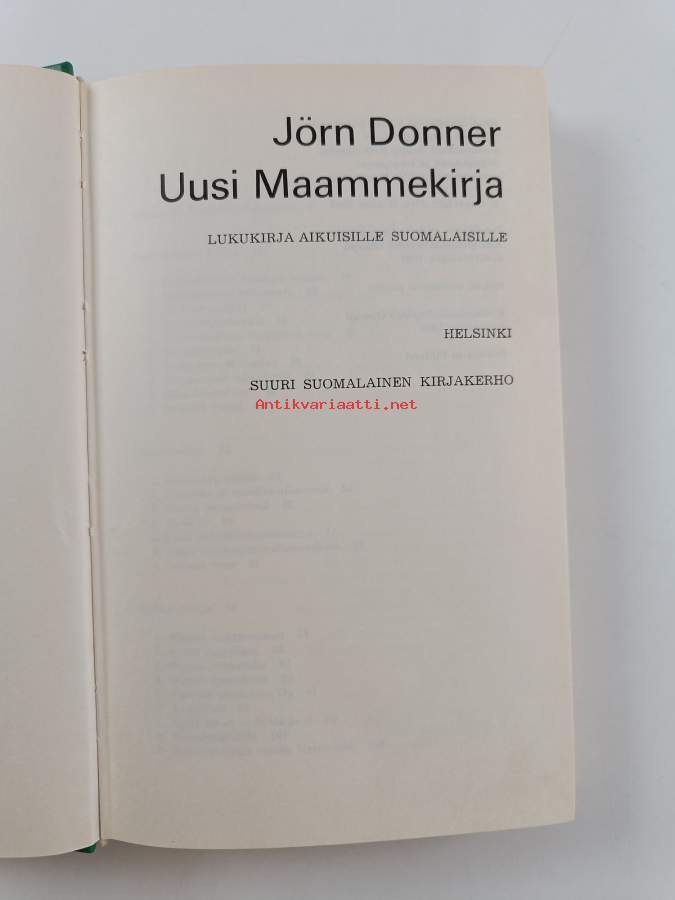 Jörn Donner
Uusi Maammekirja
LUKUKIRJA AIKUISILLE SUOMALAISILLE
HELSINKI
SUURI SUOMALAINEN KIRJAKERHO
Antikvariaatti.net